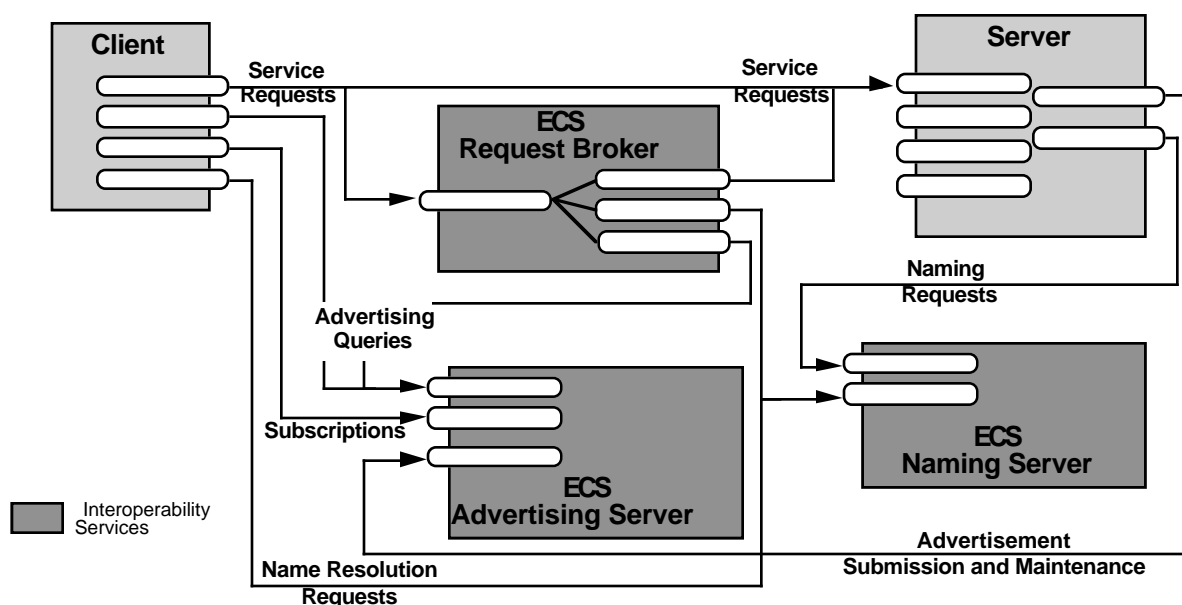 Client
Server
Service
Requests
Service
Requests
ECS
Request Broker
Naming
Requests
Advertising
Queries
Subscriptions
ECS
Naming Server
ECS
Advertising Server
Interoperability
Services
Advertisement
Submission and Maintenance
Name Resolution
Requests